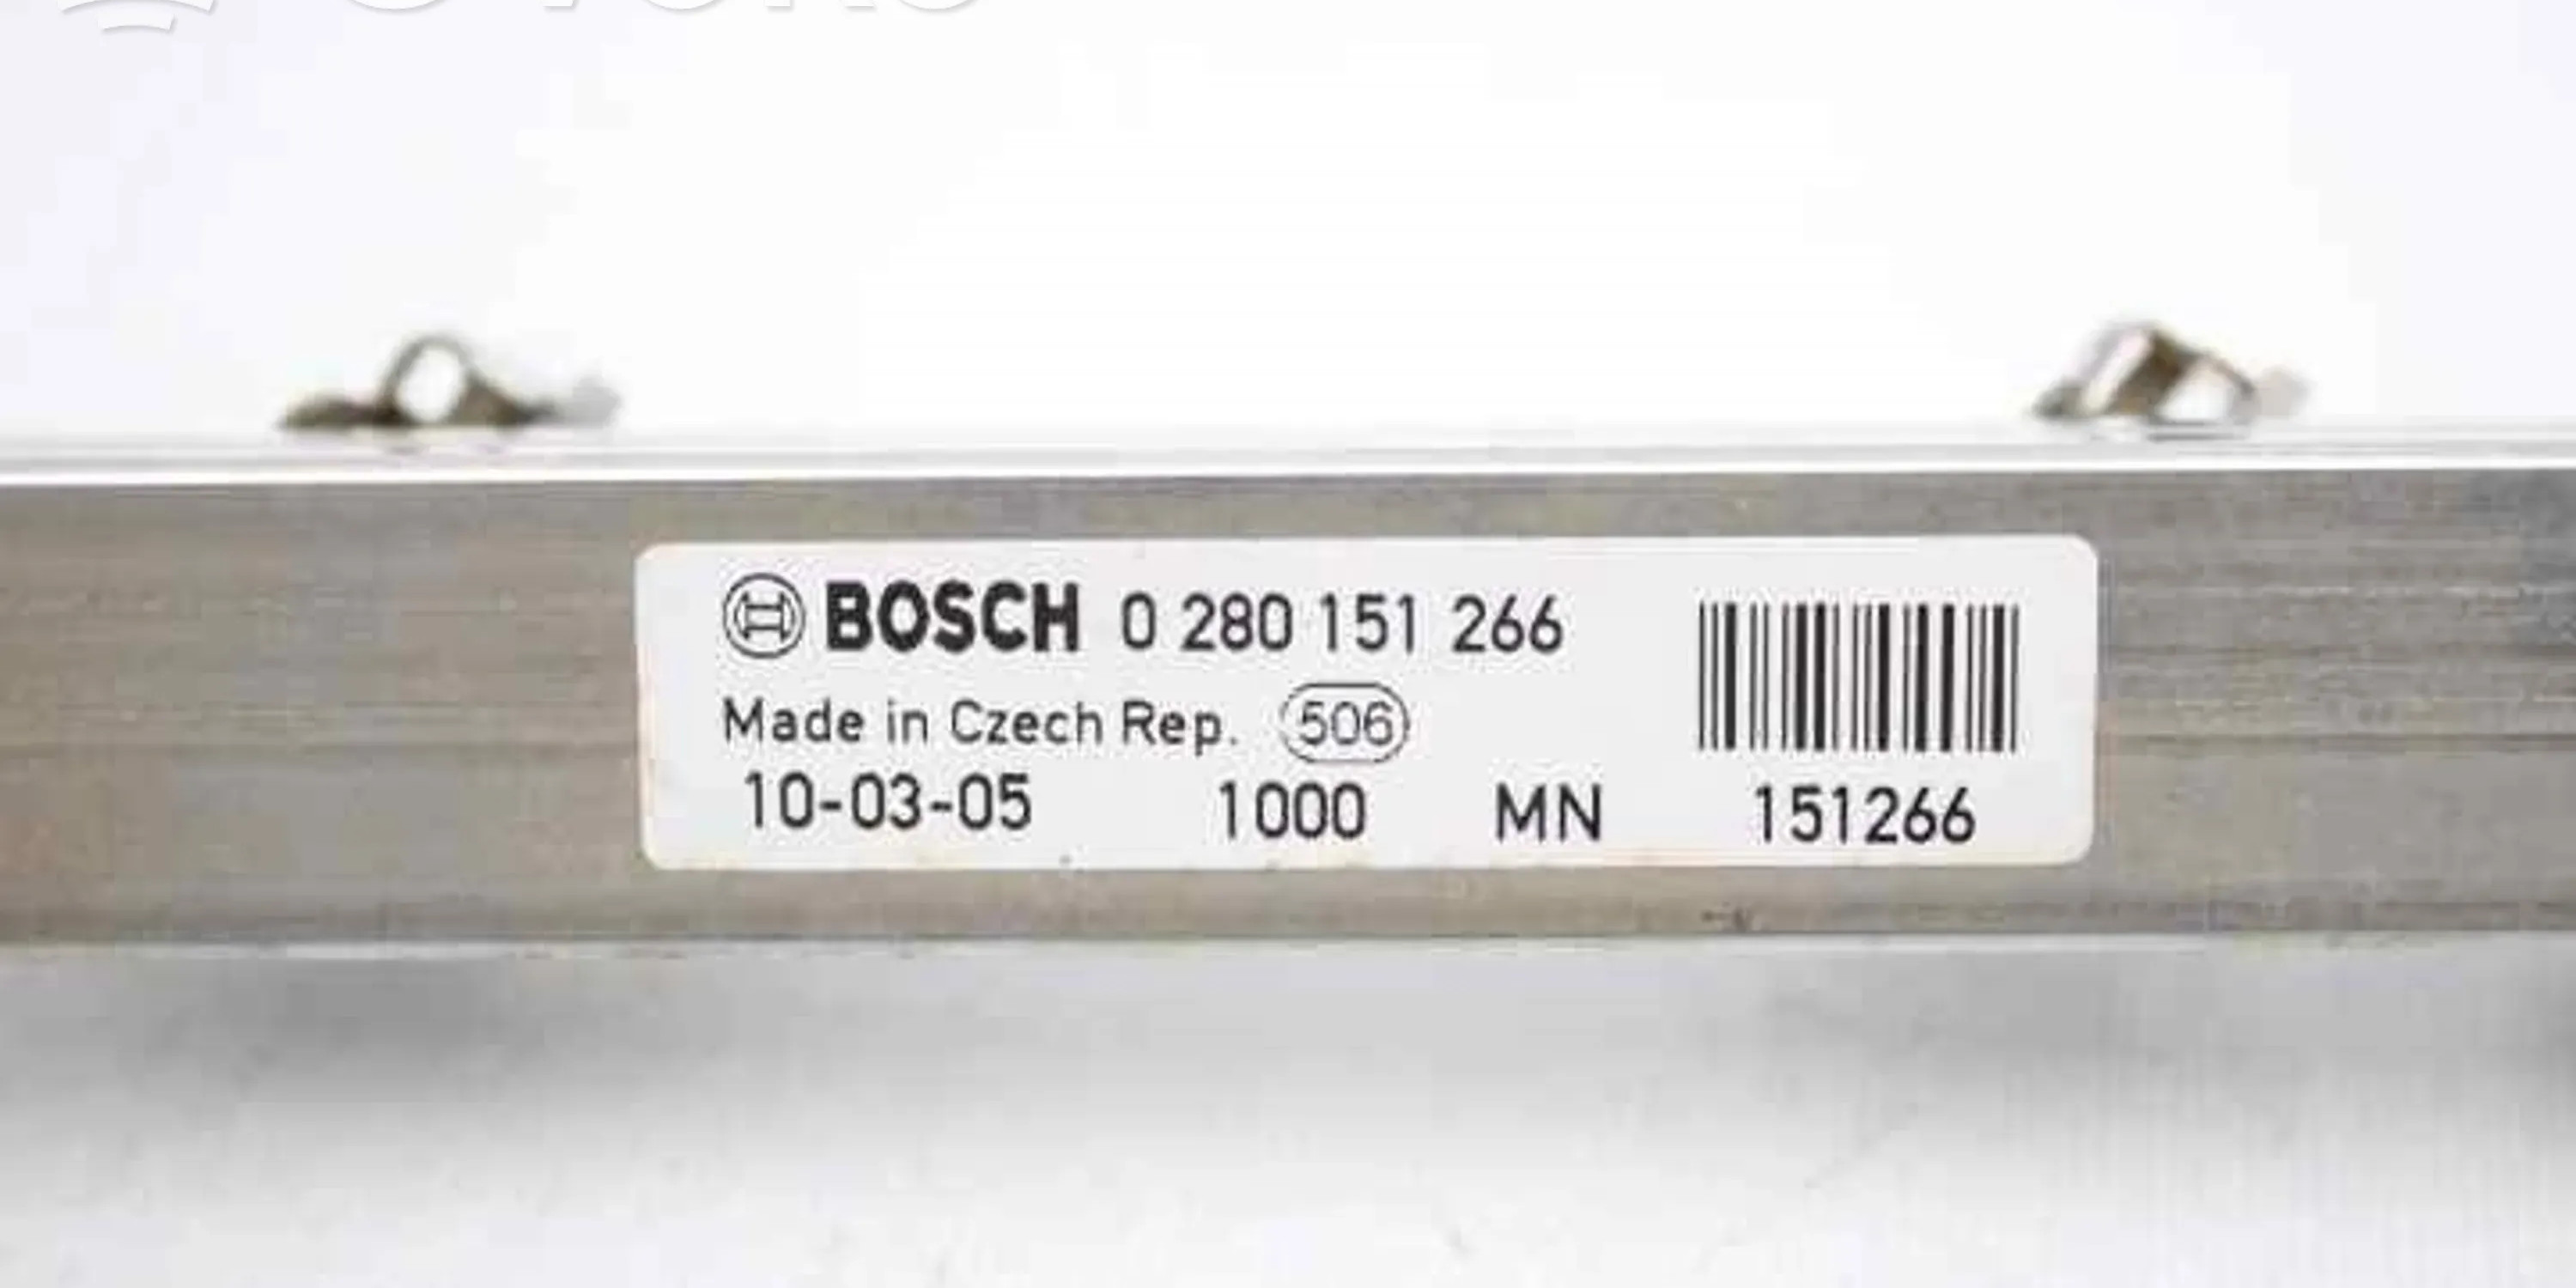 BOSCH 0 280 151 266
Made in Czech Rep. 506
10-03-05 1000 MN 151266